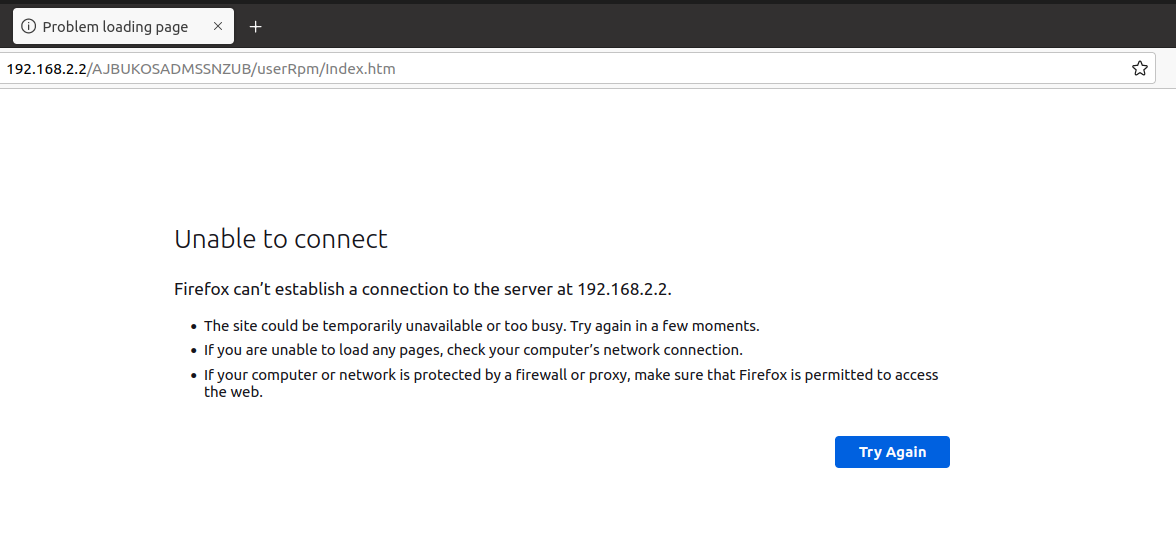 Problem loading page
192.168.2.2/AJBUKOSADMSSNZUB/userRpm/Index.htm
Unable to connect
Firefox can’t establish a connection to the server at 192.168.2.2.
The site could be temporarily unavailable or too busy. Try again in a few moments.
If you are unable to load any pages, check your computer’s network connection.
If your computer or network is protected by a firewall or proxy, make sure that Firefox is permitted to access
the web.
Try Again